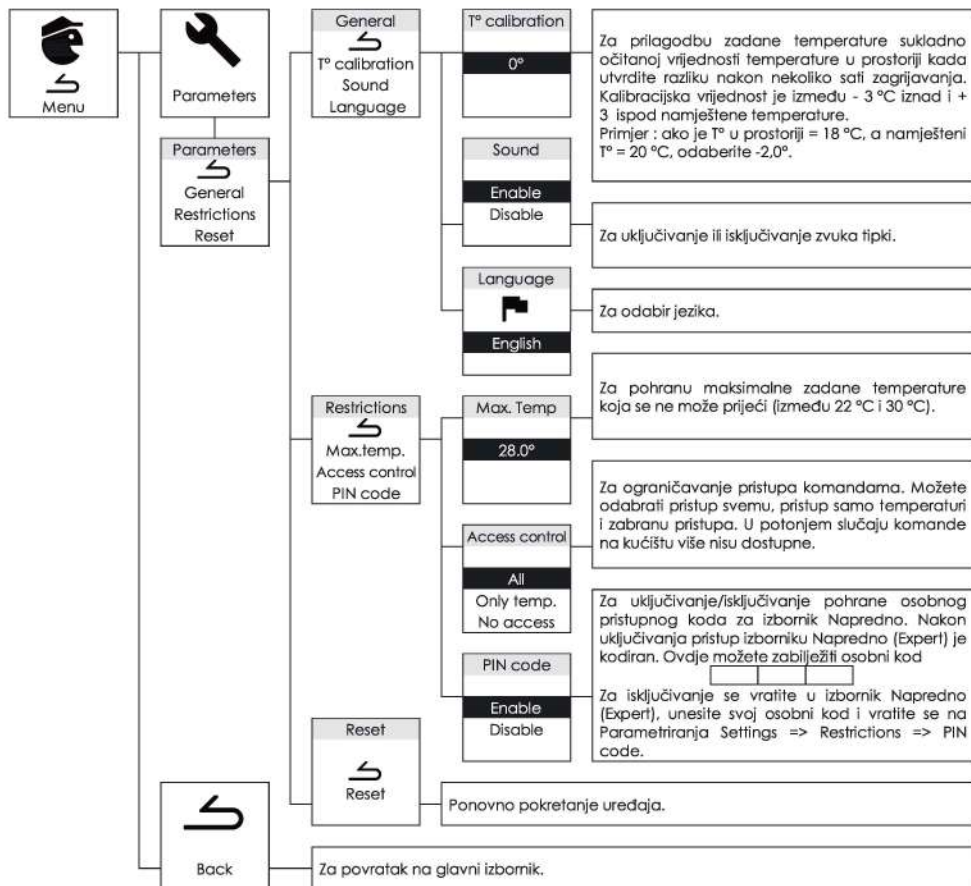 Menu
Parameters
Parameters
General
Restrictions
Reset
General
T° calibration
Sound
Language
T° calibration
0°
Za prilagodbu zadane temperature sukladno
očitanoj vrijednosti temperature u prostoriji kada
utvrdite razliku nakon nekoliko sati zagrijavanja.
Kalibracijska vrijednost je između - 3 °C iznad i +
3 ispod namještene temperature.
Primjer : ako je T° u prostoriji = 18 °C, a namješteni
T° = 20 °C, odaberite -2,0°.
Sound
Enable
Disable
Za uključivanje ili isključivanje zvuka tipki.
Language
English
Za odabir jezika.
Restrictions
Max.temp.
Access control
PIN code
Max. Temp
28.0°
Za pohranu maksimalne zadane temperature
koja se ne može prijeći (između 22 °C i 30 °C).
Access control
All
Only temp.
No access
Za ograničavanje pristupa komandama. Možete
odabrati pristup svemu, pristup samo temperaturi
i zabranu pristupa. U potonjem slučaju komande
na kućištu više nisu dostupne.
PIN code
Enable
Disable
Za uključivanje/isključivanje pohrane osobnog
pristupnog koda za izbornik Napredno. Nakon
uključivanja pristup izborniku Napredno (Expert) je
kodiran. Ovdje možete zabilježiti osobni kod
Za isključivanje se vratite u izbornik Napredno
(Expert), unesite svoj osobni kod i vratite se na
Parametriranja Settings => Restrictions => PIN
code.
Reset
Reset
Ponovno pokretanje uređaja.
Back
Za povratak na glavni izbornik.